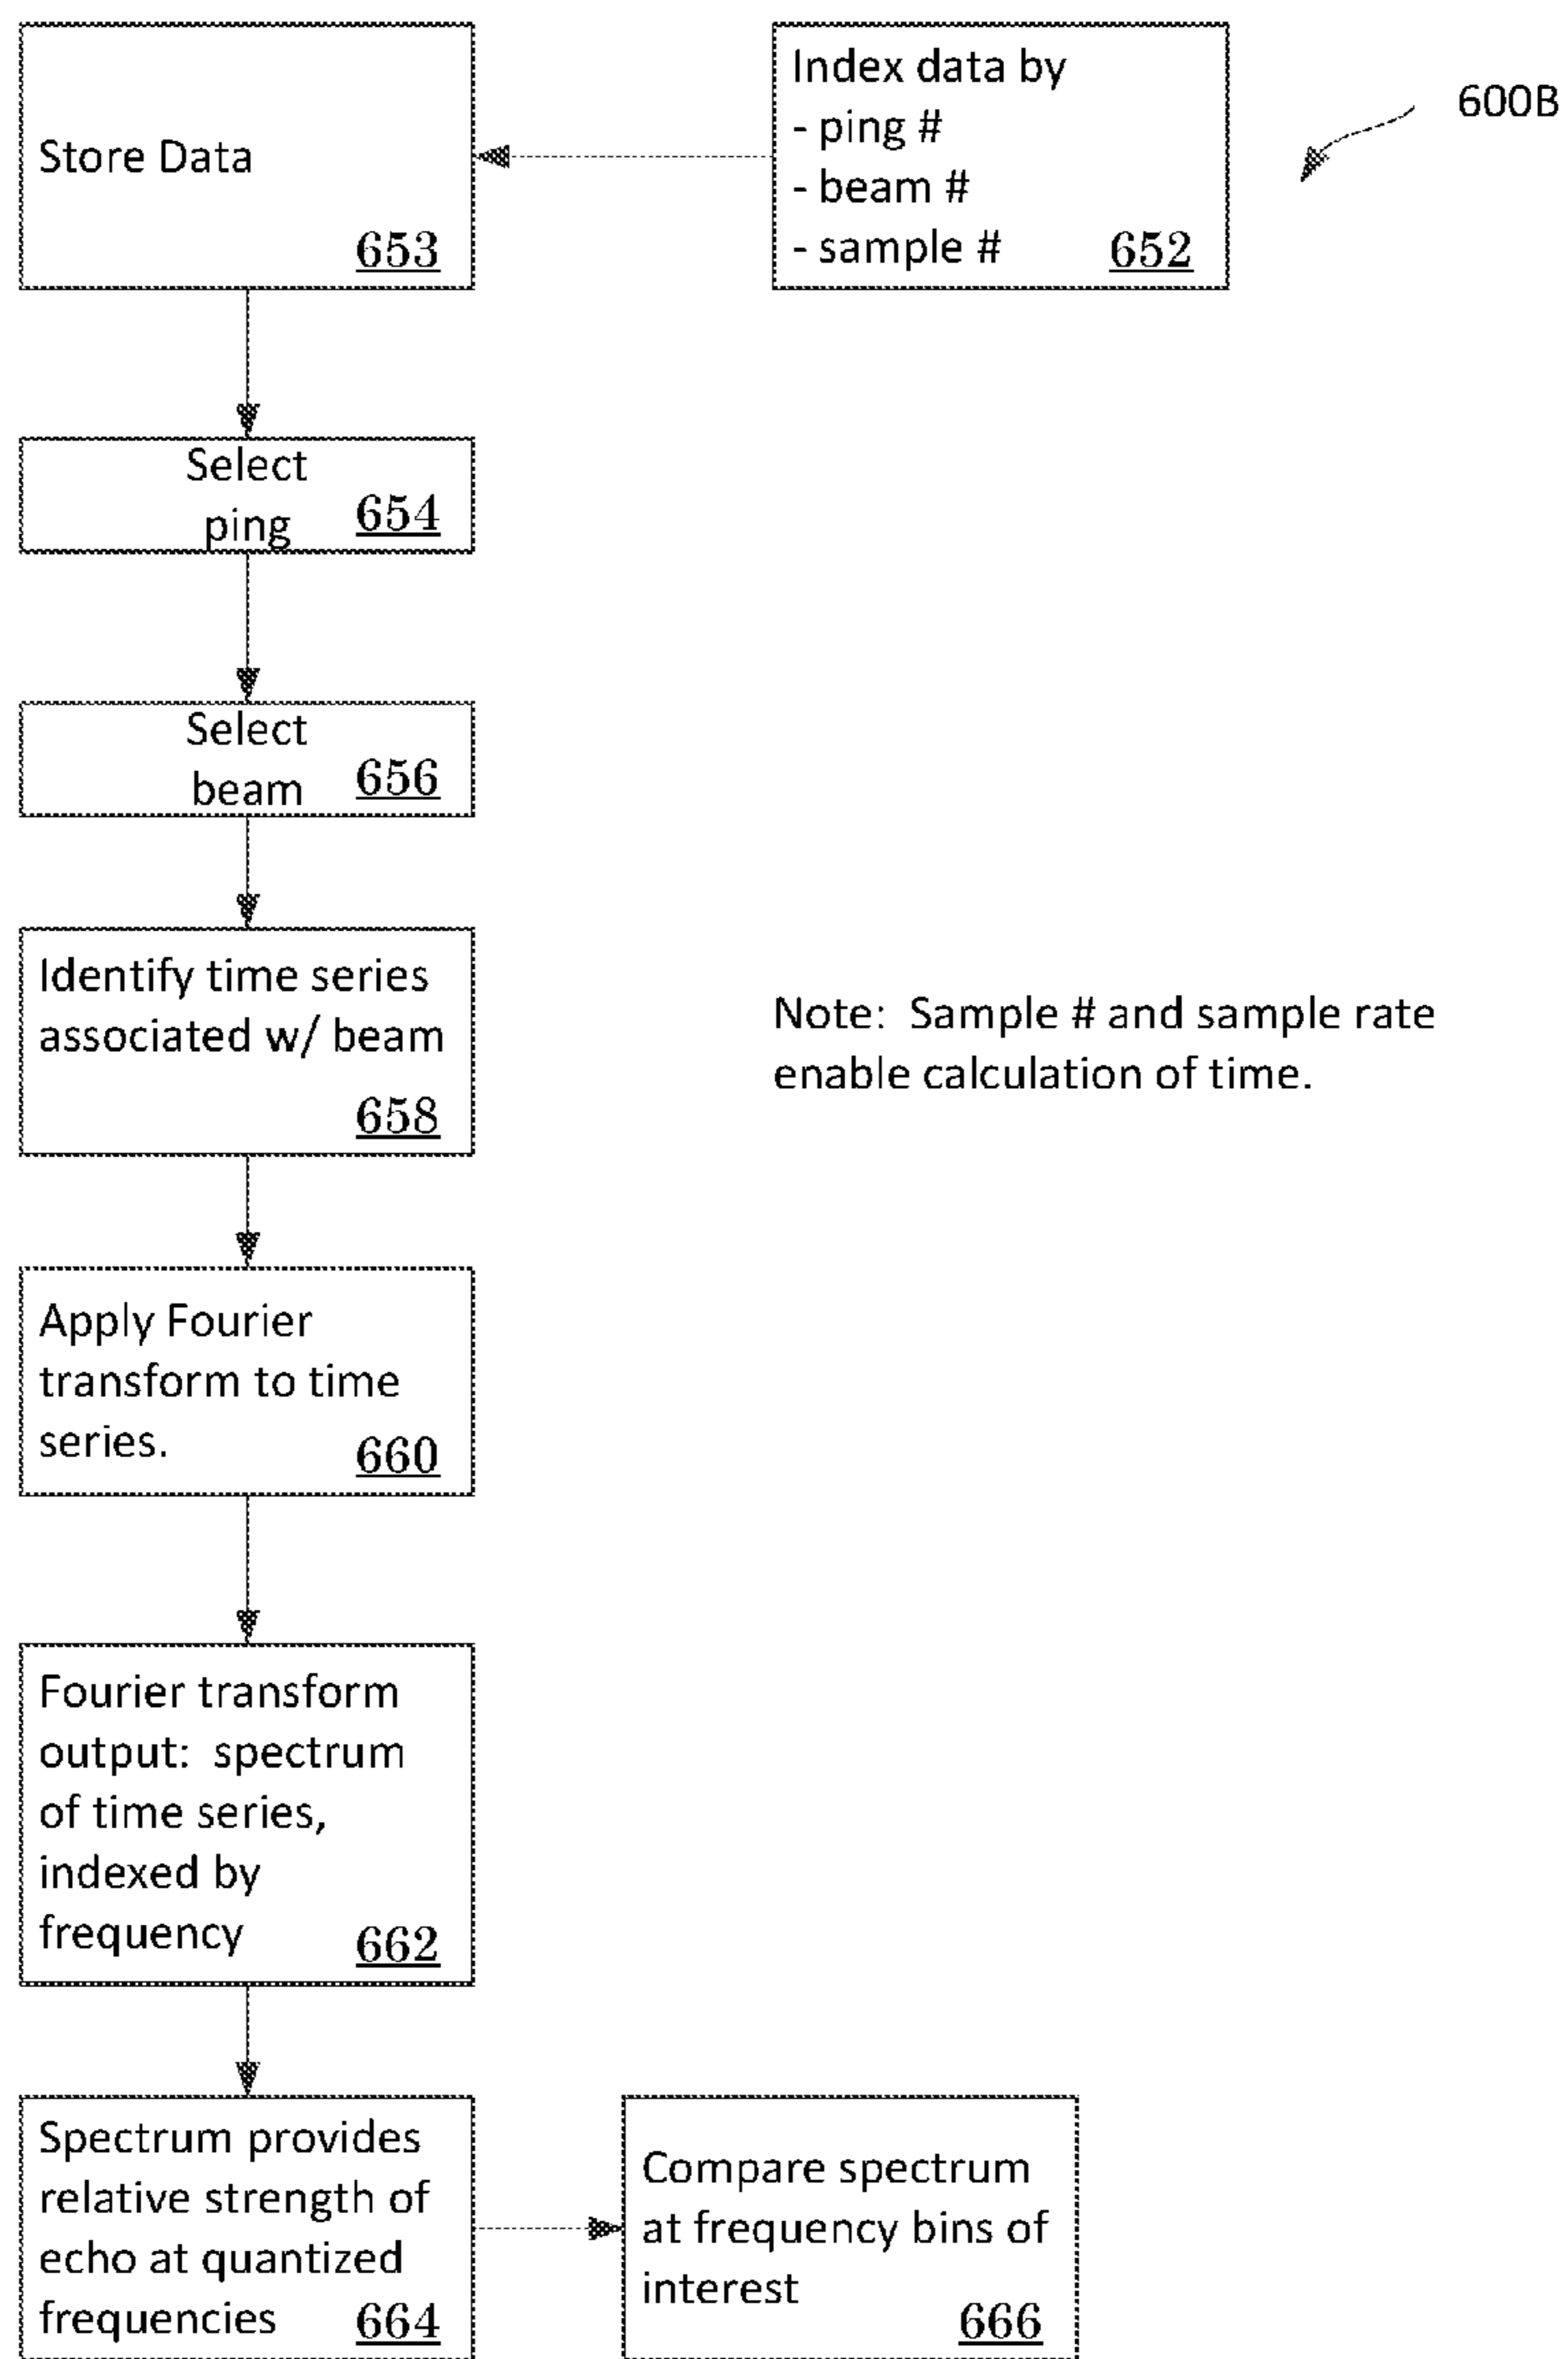 Store Data
653
Index data by
- ping #
- beam #
- sample # 652
600B
Select
ping 654
Select
beam 656
Identify time series
associated w/ beam
658
Note: Sample # and sample rate
enable calculation of time.
Apply Fourier
transform to time
series. 660
Fourier transform
output: spectrum
of time series,
indexed by
frequency 662
Spectrum provides
relative strength of
echo at quantized
frequencies 664
Compare spectrum
at frequency bins of
interest
666